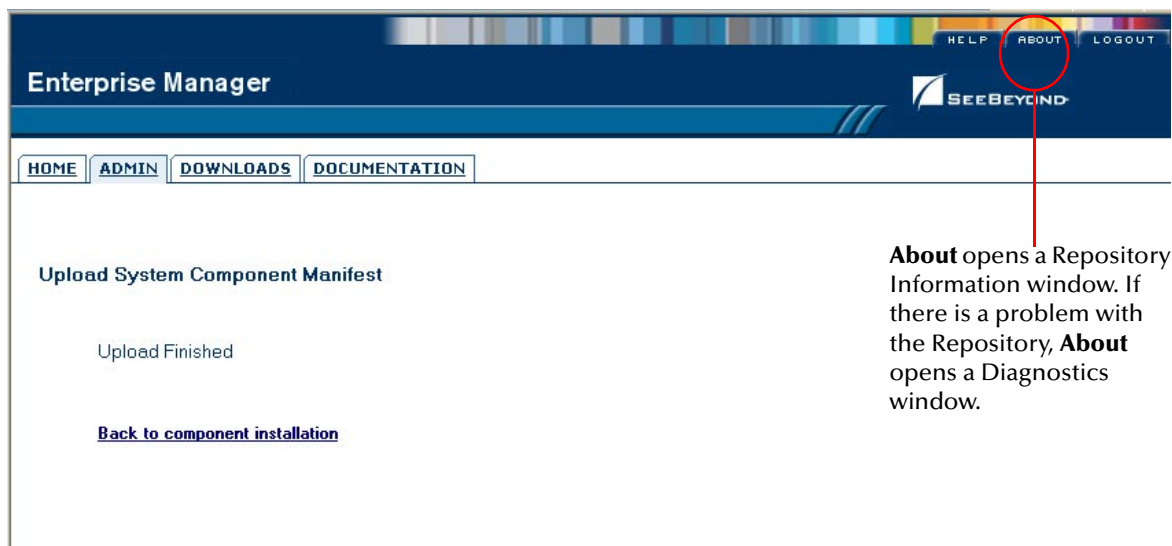 HELP ABOUT LOGOUT
Enterprise Manager
SEEBEYOND
HOME ADMIN DOWNLOADS DOCUMENTATION
Upload System Component Manifest
Upload Finished
Back to component installation
About opens a Repository
Information window. If
there is a problem with
the Repository, About
opens a Diagnostics
window.